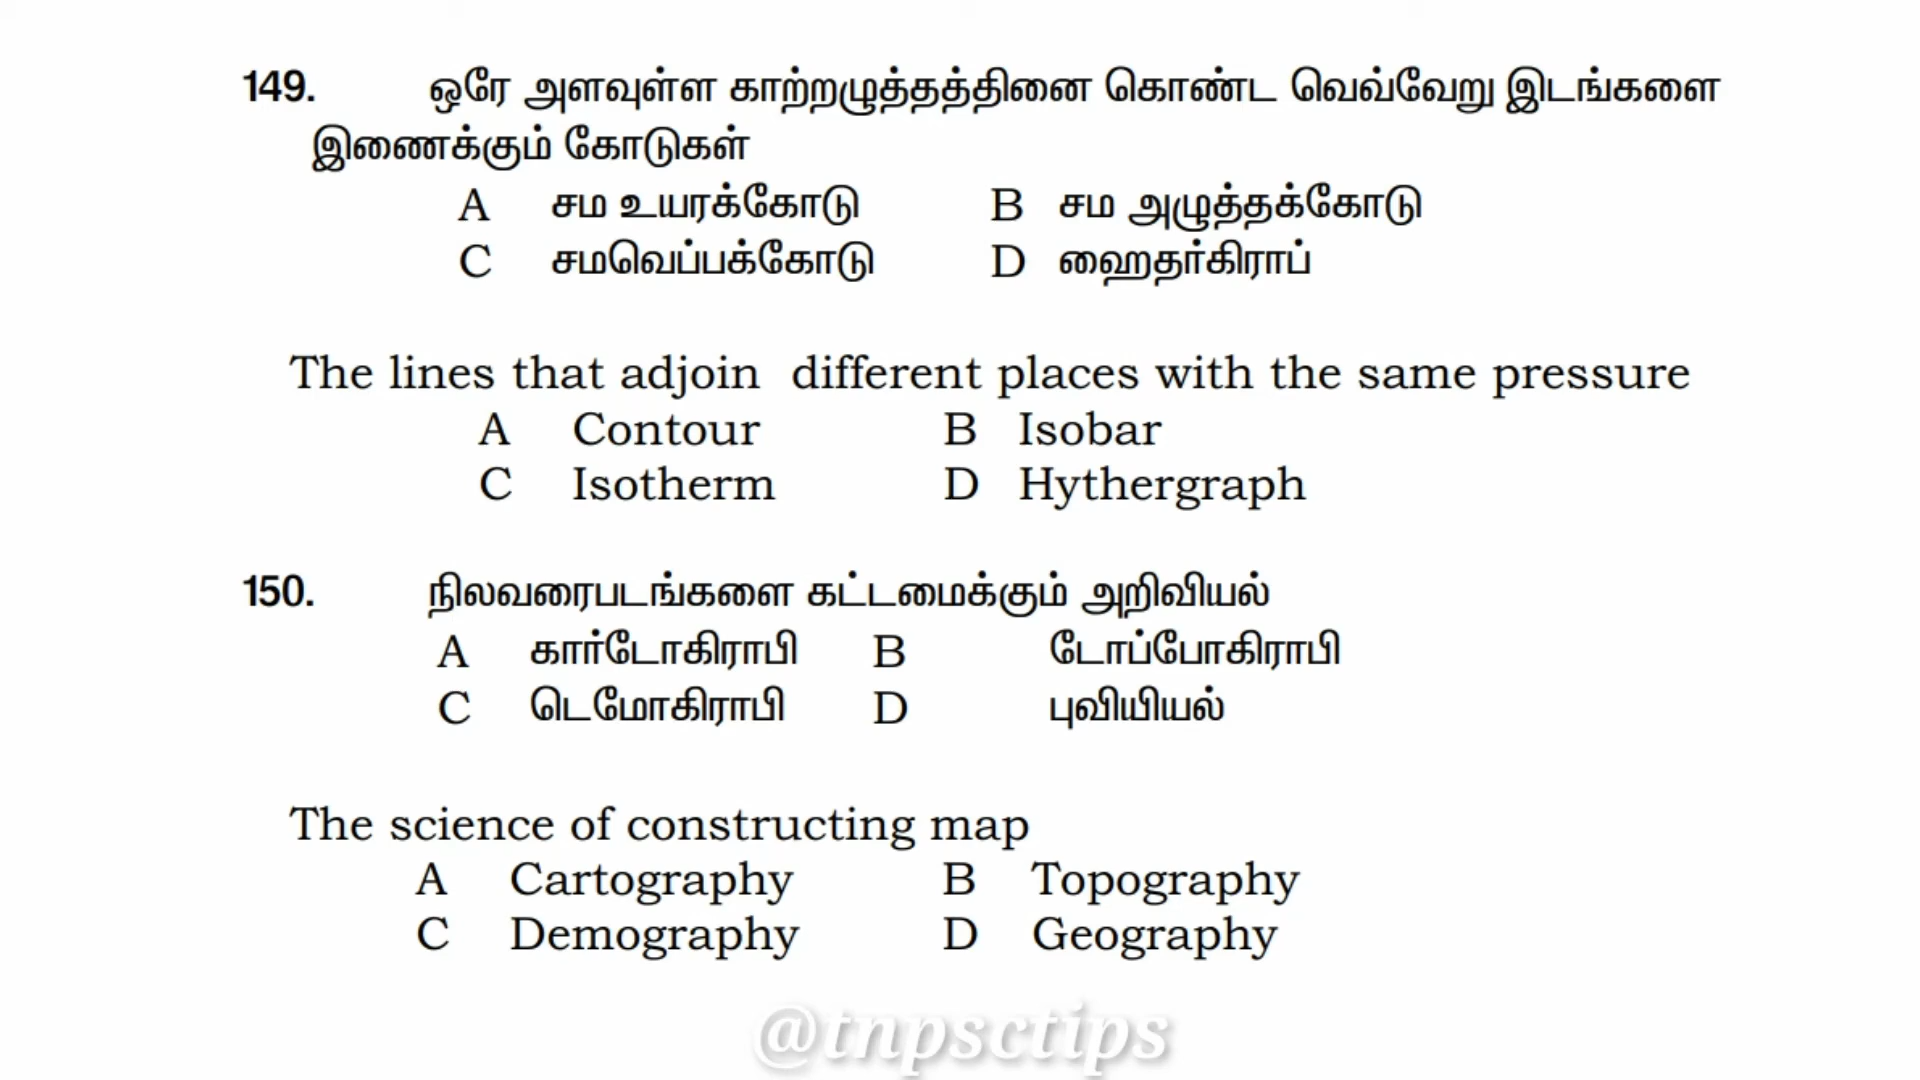 149. ஒரே அளவுள்ள காற்றழுத்தத்தினை கொண்ட வெவ்வேறு இடங்களை
இணைக்கும் கோடுகள்
A சம உயரக்கோடு B சம அழுத்தக்கோடு
C சமவெப்பக்கோடு D ஹைதர்கிராப்
The lines that adjoin different places with the same pressure
A Contour B Isobar
C Isotherm D Hythergraph
150. நிலவரைபடங்களை கட்டமைக்கும் அறிவியல்
A கார்டோகிராபி B டோப்போகிராபி
C டெமோகிராபி D புவியியல்
The science of constructing map
A Cartography B Topography
C Demography D Geography
@tnpsctips